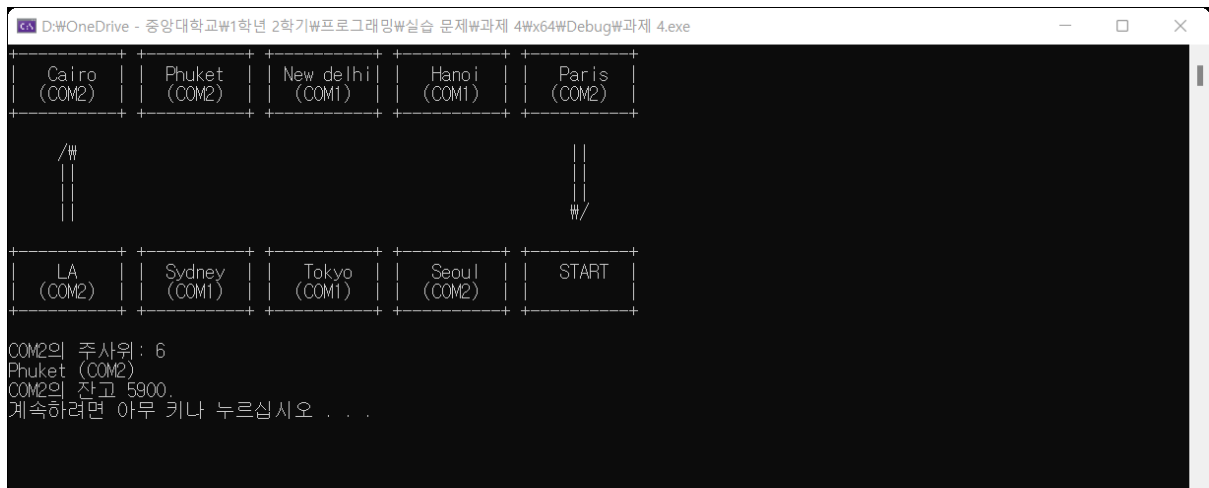 D:₩OneDrive - 중앙대학교₩1학년 2학기₩프로그래밍₩실습 문제₩과제 4₩x64₩Debug₩과제 4.exe
+----------+ +----------+ +----------+ +----------+ +----------+
|   Cairo  | |  Phuket  | | New delhi| |   Hanoi  | |   Paris  |
|  (COM2)  | |  (COM2)  | |  (COM1)  | |  (COM1)  | |  (COM2)  |
+----------+ +----------+ +----------+ +----------+ +----------+
/₩ ||
|| ||
|| ||
|| ₩/
+----------+ +----------+ +----------+ +----------+ +----------+
|    LA    | |  Sydney  | |   Tokyo  | |   Seoul  | |   START  |
|  (COM2)  | |  (COM1)  | |  (COM1)  | |  (COM2)  | |          |
+----------+ +----------+ +----------+ +----------+ +----------+
COM2의 주사위: 6
Phuket (COM2)
COM2의 잔고 5900.
계속하려면 아무 키나 누르십시오 . . .